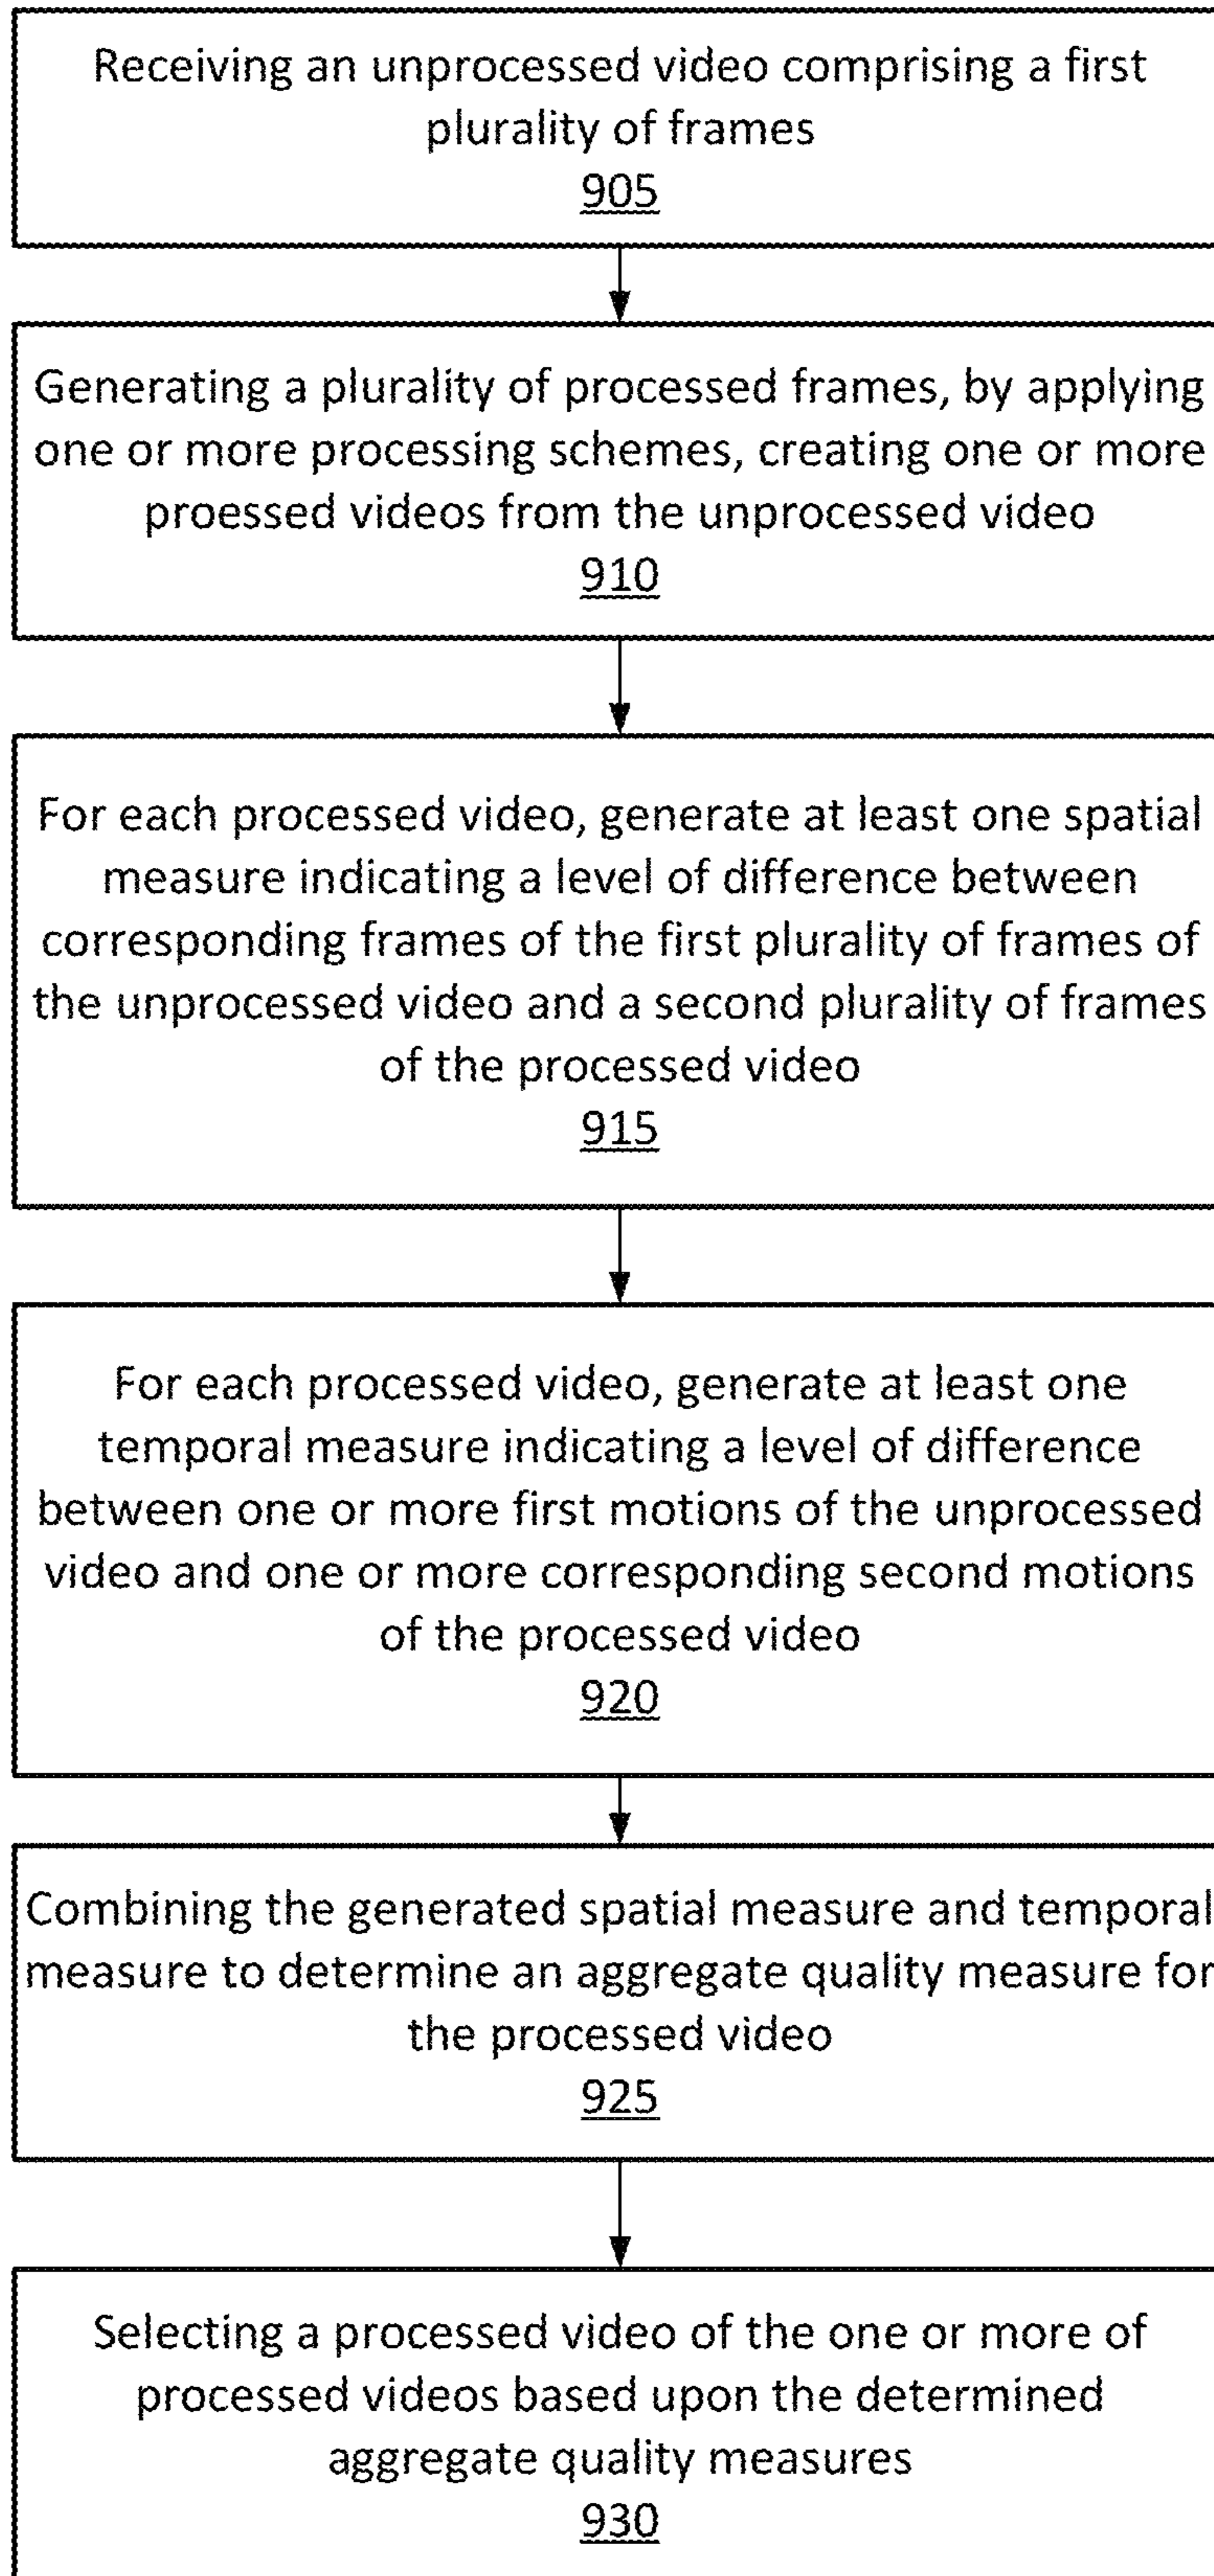 Receiving an unprocessed video comprising a first
plurality of frames
905
Generating a plurality of processed frames, by applying
one or more processing schemes, creating one or more
proessed videos from the unprocessed video
910
For each processed video, generate at least one spatial
measure indicating a level of difference between
corresponding frames of the first plurality of frames of
the unprocessed video and a second plurality of frames
of the processed video
915
For each processed video, generate at least one
temporal measure indicating a level of difference
between one or more first motions of the unprocessed
video and one or more corresponding second motions
of the processed video
920
Combining the generated spatial measure and temporal
measure to determine an aggregate quality measure for
the processed video
925
Selecting a processed video of the one or more of
processed videos based upon the determined
aggregate quality measures
930